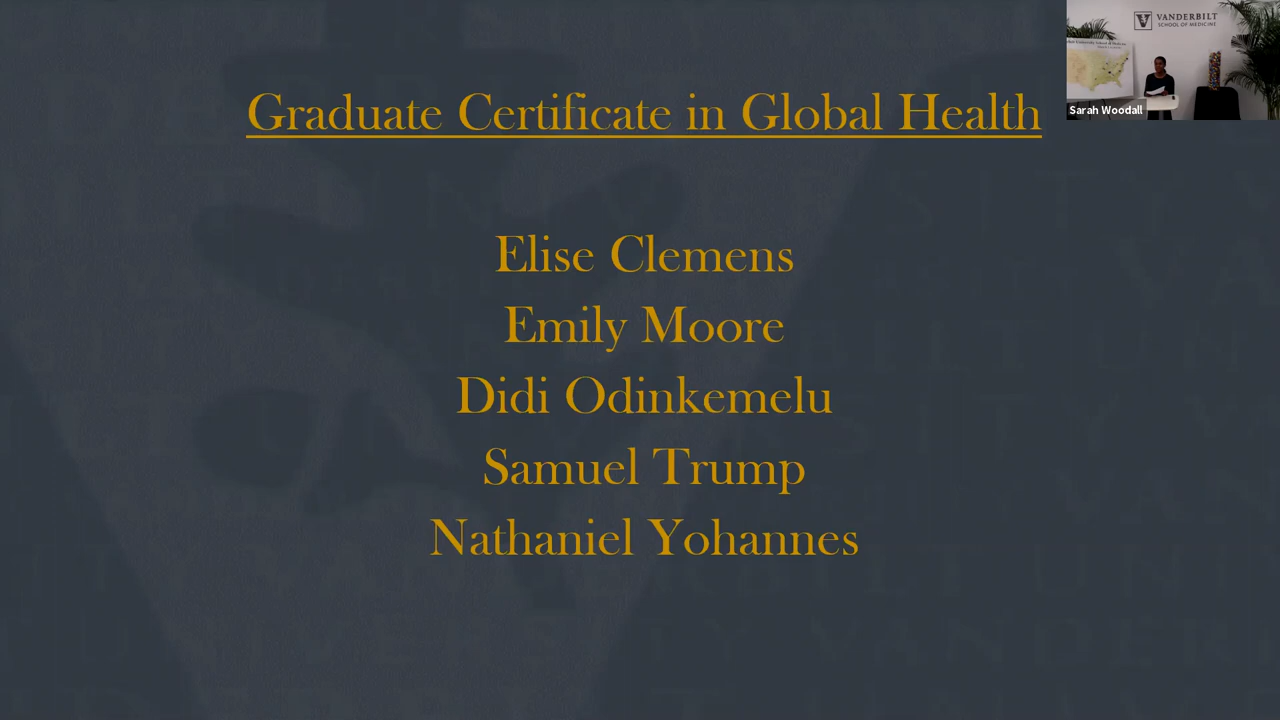 Graduate Certificate in Global Health
Elise Clemens
Emily Moore
Didi Odinkemelu
Samuel Trump
Nathaniel Yohannes
V VANDERBILT
SCHOOL OF MEDICINE
Sarah Woodall